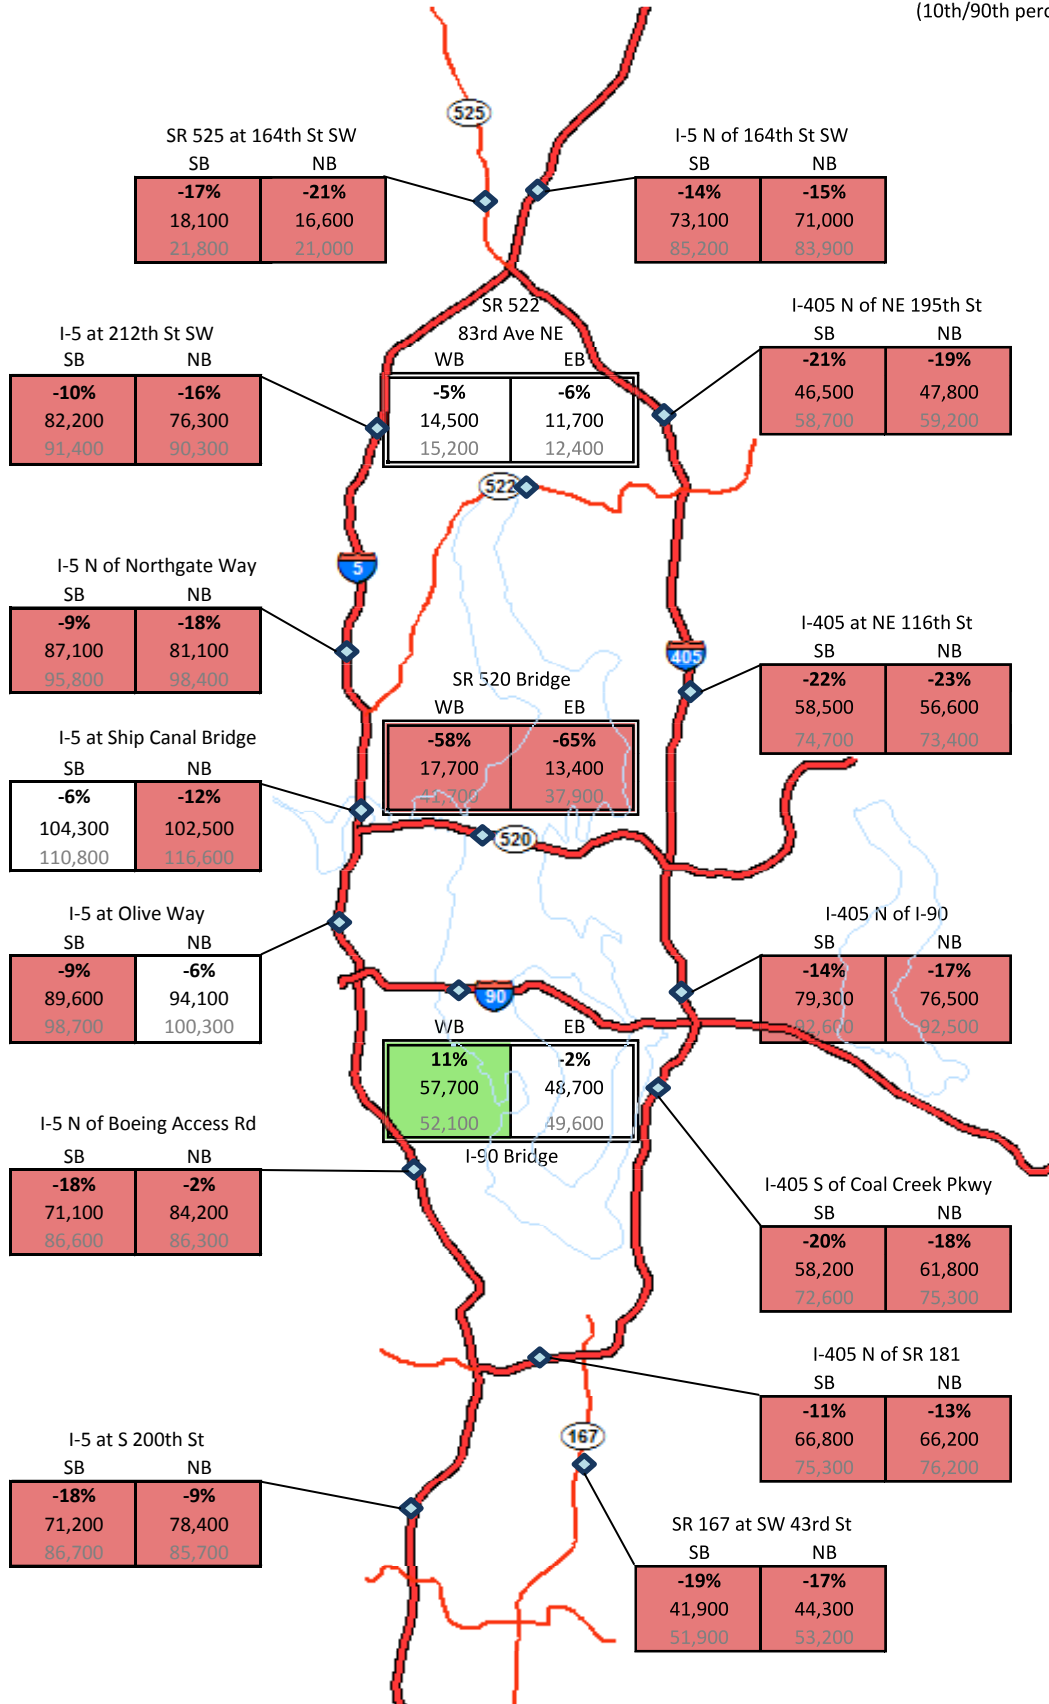 (10th/90th perc
525
SR 525 at 164th St SW
SB NB
-17% -21%
18,100 16,600
21,800 21,000
I-5 N of 164th St SW
SB NB
-14% -15%
73,100 71,000
85,200 83,900
I-5 at 212th St SW
SB NB
-10% -16%
82,200 76,300
91,400 90,300
SR 522
83rd Ave NE
WB EB
-5% -6%
14,500 11,700
15,200 12,400
522
I-405 N of NE 195th St
SB NB
-21% -19%
46,500 47,800
58,700 59,200
I-5 N of Northgate Way
SB NB
-9% -18%
87,100 81,100
95,800 98,400
5
405
I-405 at NE 116th St
SB NB
-22% -23%
58,500 56,600
74,700 73,400
SR 520 Bridge
WB EB
-58% -65%
17,700 13,400
41,700 37,900
520
I-5 at Ship Canal Bridge
SB NB
-6% -12%
104,300 102,500
110,800 116,600
I-5 at Olive Way
SB NB
-9% -6%
89,600 94,100
98,700 100,300
I-405 N of I-90
SB NB
-14% -17%
79,300 76,500
92,600 92,500
90
WB EB
11% -2%
57,700 48,700
52,100 49,600
I-90 Bridge
I-5 N of Boeing Access Rd
SB NB
-18% -2%
71,100 84,200
86,600 86,300
I-405 S of Coal Creek Pkwy
SB NB
-20% -18%
58,200 61,800
72,600 75,300
I-405 N of SR 181
SB NB
-11% -13%
66,800 66,200
75,300 76,200
167
I-5 at S 200th St
SB NB
-18% -9%
71,200 78,400
86,700 85,700
SR 167 at SW 43rd St
SB NB
-19% -17%
41,900 44,300
51,900 53,200